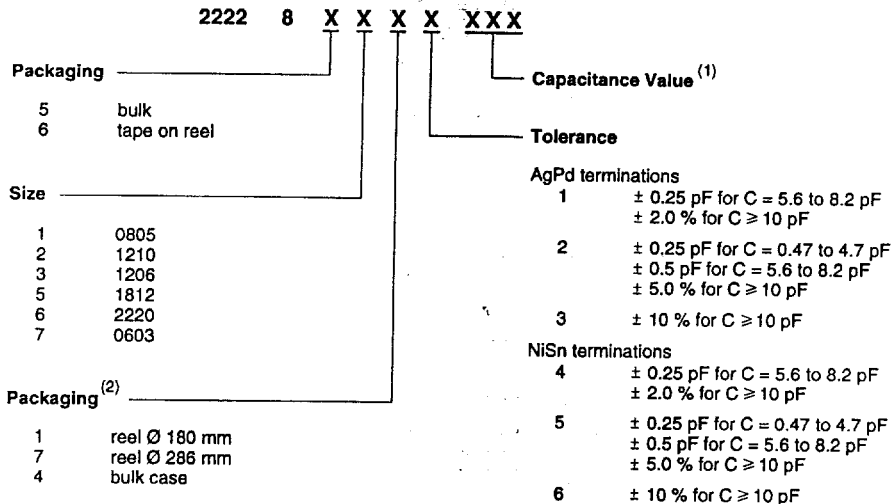 2222 8 X X X X XXX
Packaging
5 bulk
6 tape on reel
Size
1 0805
2 1210
3 1206
5 1812
6 2220
7 0603
Packaging (2)
1 reel Ø 180 mm
7 reel Ø 286 mm
4 bulk case
Capacitance Value (1)
Tolerance
AgPd terminations
1 ± 0.25 pF for C = 5.6 to 8.2 pF
± 2.0 % for C ≥ 10 pF
2 ± 0.25 pF for C = 0.47 to 4.7 pF
± 0.5 pF for C = 5.6 to 8.2 pF
± 5.0 % for C ≥ 10 pF
3 ± 10 % for C ≥ 10 pF
NiSn terminations
4 ± 0.25 pF for C = 5.6 to 8.2 pF
± 2.0 % for C ≥ 10 pF
5 ± 0.25 pF for C = 0.47 to 4.7 pF
± 0.5 pF for C = 5.6 to 8.2 pF
± 5.0 % for C ≥ 10 pF
6 ± 10 % for C ≥ 10 pF